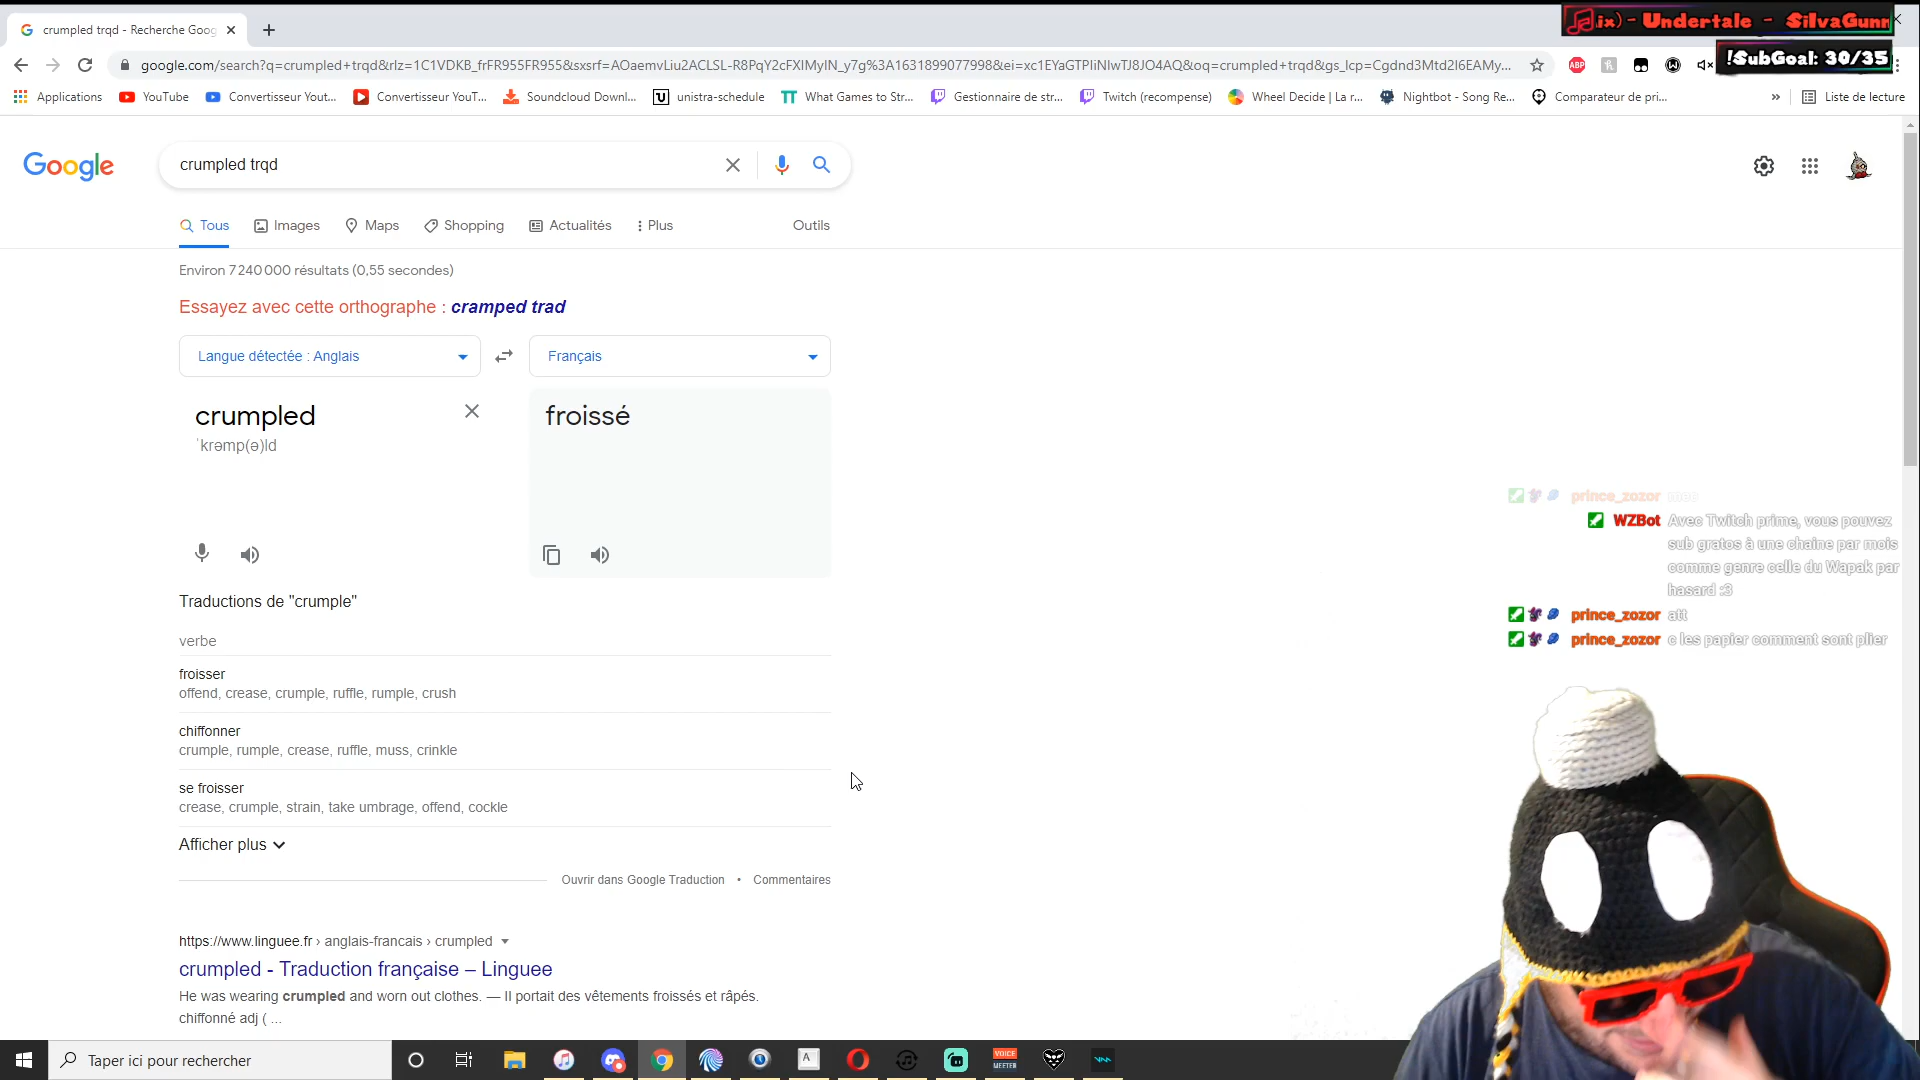 crumpled trqd - Recherche Goog
ix) - Undertale - SilvaGunn
google.com/search?q=crumpled+trqd&rlz=1C1VDKB_frFR955FR955&sxsrf=AOaemvLiu2ACLSL-R8PqY2cFXIMyIN_y7g%3A1631899077998&ei=xc1EYaGTPIiNlwTJ8JO4AQ&oq=crumpled+trqd&gs_lcp=Cgdnd3Mtd2l6EAMy...
ABP
!SubGoal: 30/35
Applications
YouTube
Convertisseur Yout...
Convertisseur YouT...
Soundcloud Downl...
unistra-schedule
What Games to Str...
Gestionnaire de str...
Twitch (recompense)
Wheel Decide | La r...
Nightbot - Song Re...
Comparateur de pri...
»
Liste de lecture
Google
crumpled trqd
Tous
Images
Maps
Shopping
Actualités
Plus
Outils
Environ 7 240 000 résultats (0,55 secondes)
Essayez avec cette orthographe : cramped trad
Langue détectée : Anglais
Français
crumpled
froissé
ˈkrəmp(ə)ld
Traductions de "crumple"
verbe
froisser
offend, crease, crumple, ruffle, rumple, crush
chiffonner
crumple, rumple, crease, ruffle, muss, crinkle
se froisser
crease, crumple, strain, take umbrage, offend, cockle
Afficher plus
Ouvrir dans Google Traduction • Commentaires
https://www.linguee.fr › anglais-francais › crumpled
crumpled - Traduction française – Linguee
He was wearing crumpled and worn out clothes. — Il portait des vêtements froissés et râpés.
chiffonné adj ( ...
prince_zozor
WZBot Avec Twitch prime, vous pouvez
sub gratos à une chaine par mois
comme genre celle du Wapak par
hasard :3
prince_zozor att
prince_zozor c les papier comment sont plier
Taper ici pour rechercher
A
VOICE
MEETER